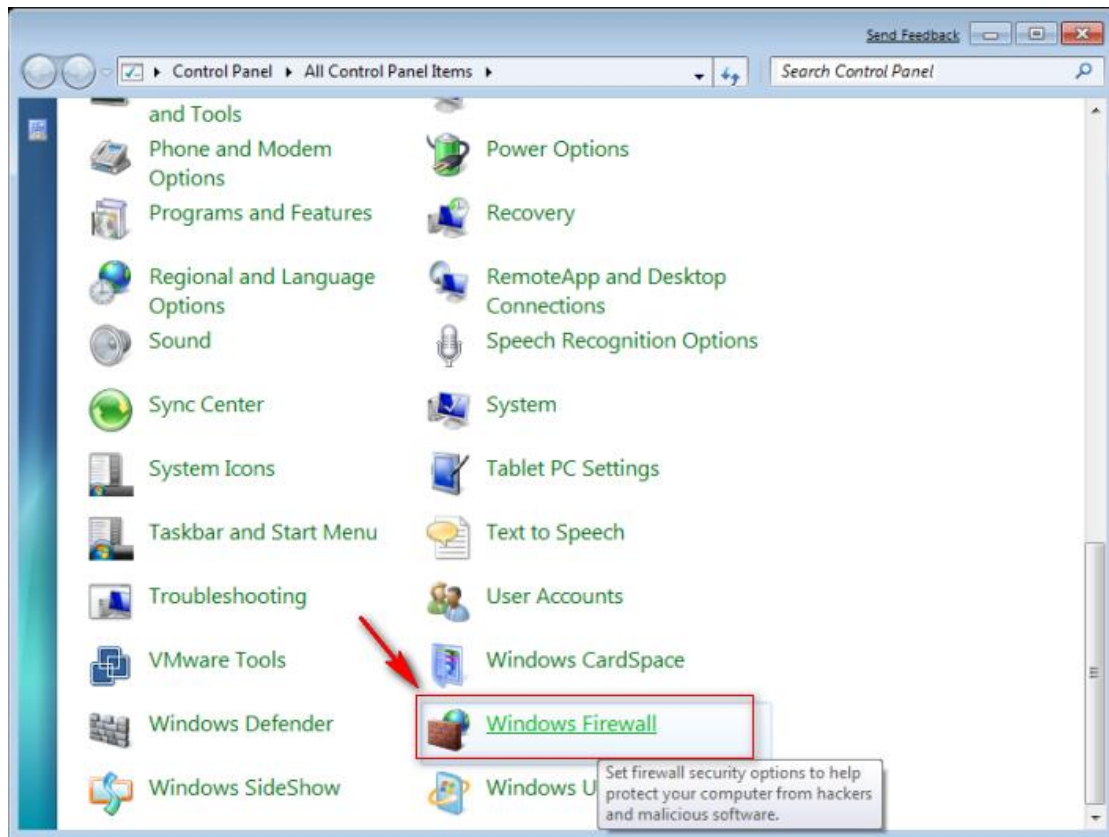 Send Feedback
Control Panel All Control Panel Items
Search Control Panel
and Tools
Phone and Modem
Options
Power Options
Programs and Features
Recovery
Regional and Language
Options
RemoteApp and Desktop
Connections
Sound
Speech Recognition Options
Sync Center
System
System Icons
Tablet PC Settings
Taskbar and Start Menu
Text to Speech
Troubleshooting
User Accounts
VMware Tools
Windows CardSpace
Windows Defender
Windows Firewall
Windows SideShow
Windows U
Set firewall security options to help
protect your computer from hackers
and malicious software.